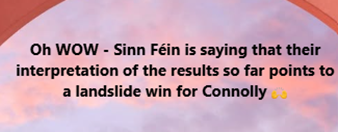 Oh WOW - Sinn Féin is saying that their
interpretation of the results so far points to
a landslide win for Connolly 🙌